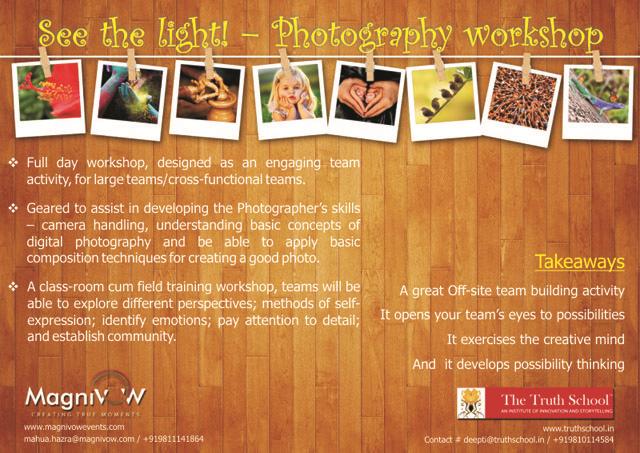 See the light! – Photography workshop
❖ Full day workshop, designed as an engaging team
activity, for large teams/cross-functional teams.
❖ Geared to assist in developing the Photographer's skills
– camera handling, understanding basic concepts of
digital photography and be able to apply basic
composition techniques for creating a good photo.
❖ A class-room cum field training workshop, teams will be
able to explore different perspectives; methods of self-
expression; identify emotions; pay attention to detail;
and establish community.
Takeaways
A great Off-site team building activity
It opens your team's eyes to possibilities
It exercises the creative mind
And it develops possibility thinking
MagniVOW
CREATING TRUE MOMENTS
www.magnivowevents.com
mahua.hazra@magnivow.com / +919811141864
The Truth School
AN INSTITUTE OF INNOVATION AND STORYTELLING
www.truthschool.in
Contact # deepti@truthschool.in / +919810114584